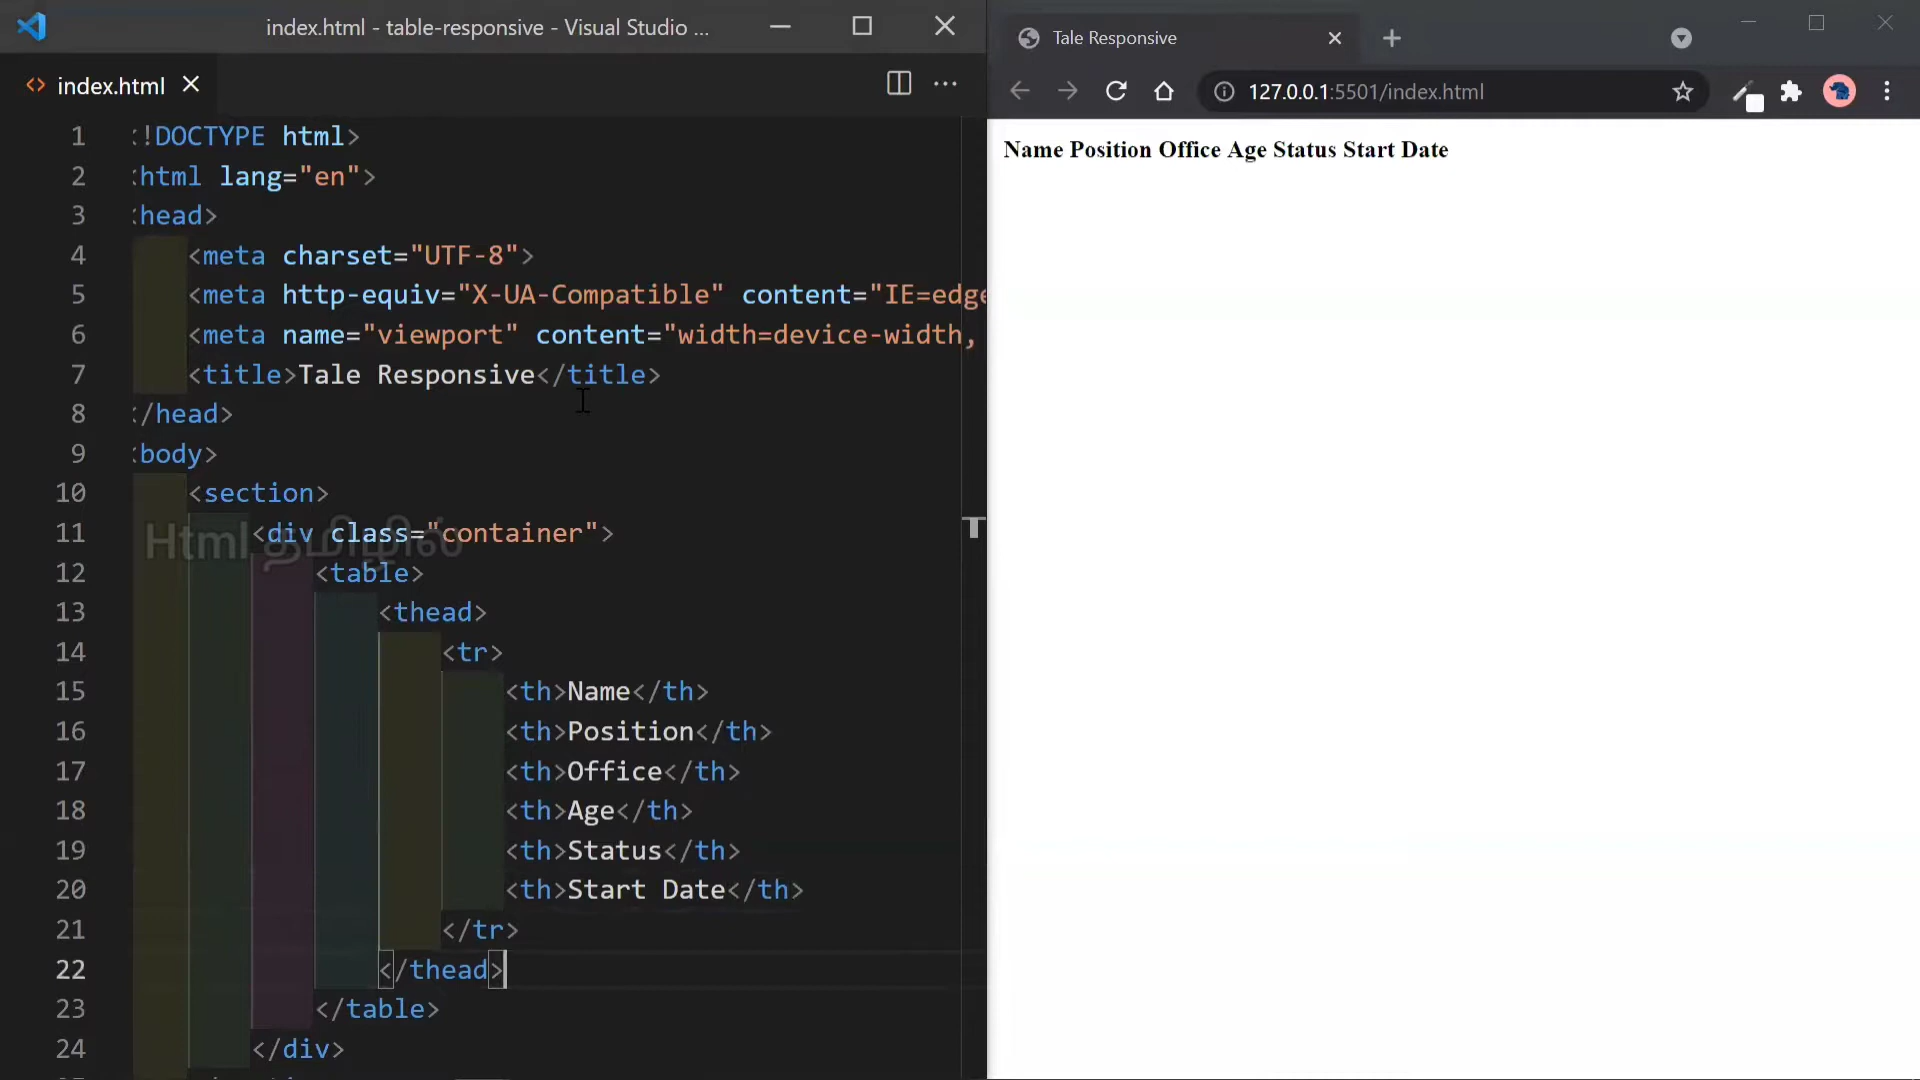 index.html - table-responsive - Visual Studio ...
index.html
1 <!DOCTYPE html>
2 <html lang="en">
3 <head>
4 <meta charset="UTF-8">
5 <meta http-equiv="X-UA-Compatible" content="IE=edge
6 <meta name="viewport" content="width=device-width,
7 <title>Tale Responsive</title>
8 </head>
9 <body>
10 <section>
11 <div class="container">
Html தமிழில்
12 <table>
13 <thead>
14 <tr>
15 <th>Name</th>
16 <th>Position</th>
17 <th>Office</th>
18 <th>Age</th>
19 <th>Status</th>
20 <th>Start Date</th>
21 </tr>
22 </thead>
23 </table>
24 </div>
Tale Responsive
127.0.0.1:5501/index.html
Name Position Office Age Status Start Date